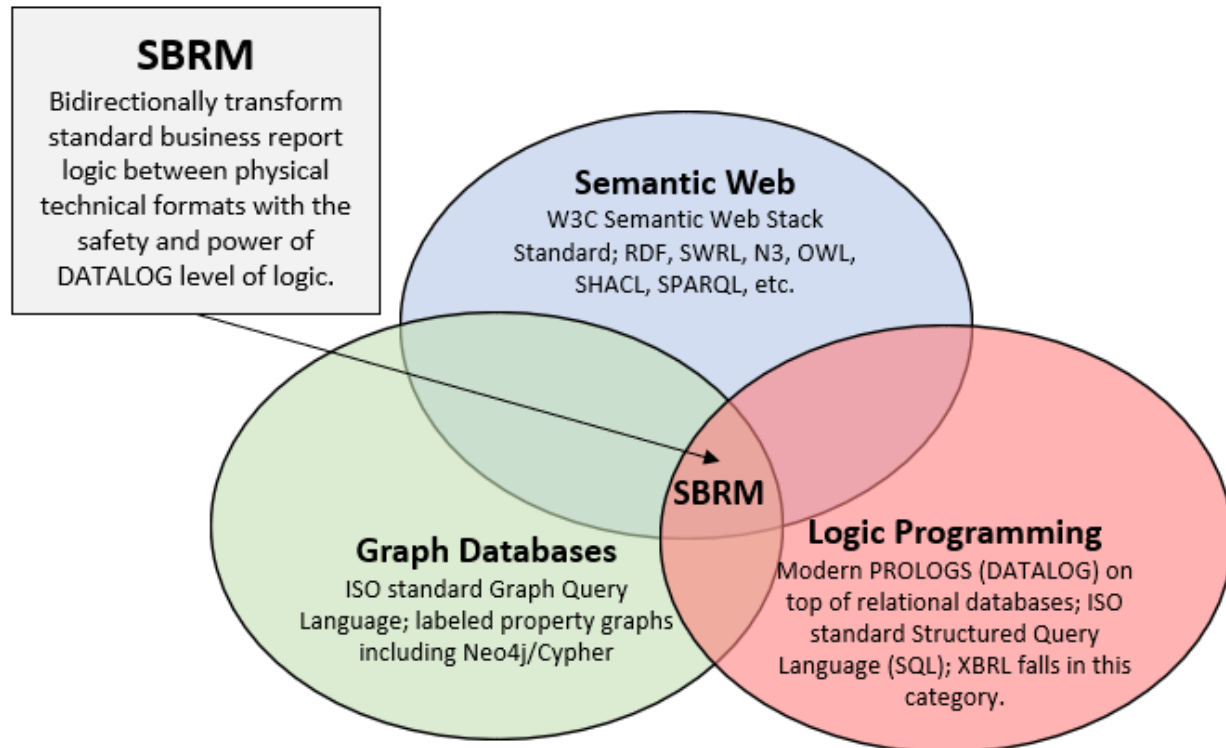 SBRM
Bidirectionally transform
standard business report
logic between physical
technical formats with the
safety and power of
DATALOG level of logic.
Semantic Web
W3C Semantic Web Stack
Standard; RDF, SWRL, N3, OWL,
SHACL, SPARQL, etc.
SBRM
Graph Databases
ISO standard Graph Query
Language; labeled property graphs
including Neo4j/Cypher
Logic Programming
Modern PROLOGS (DATALOG) on
top of relational databases; ISO
standard Structured Query
Language (SQL); XBRL falls in this
category.